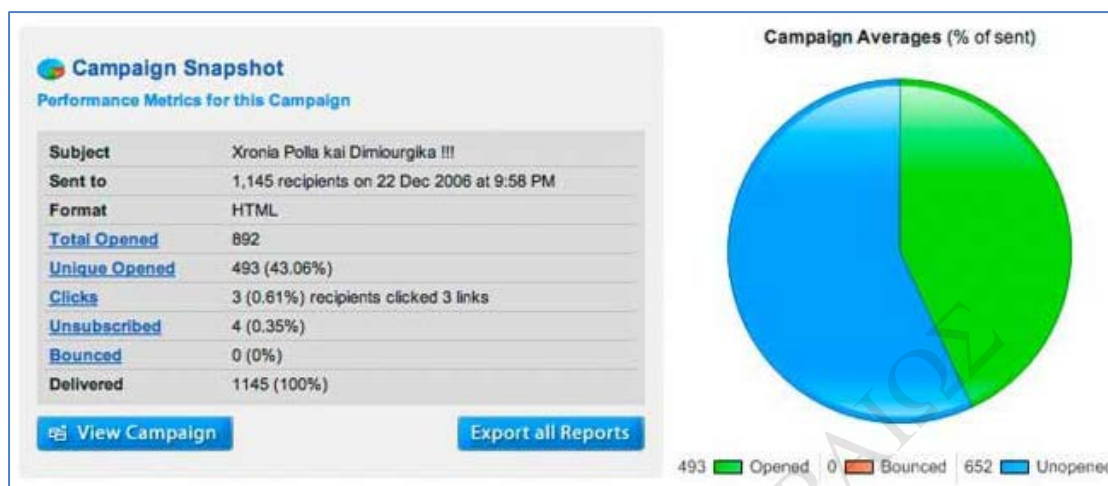 Campaign Snapshot
Performance Metrics for this Campaign
Subject Xronia Polla kai Dimiourgika !!!
Sent to 1,145 recipients on 22 Dec 2006 at 9:58 PM
Format HTML
Total Opened 892
Unique Opened 493 (43.06%)
Clicks 3 (0.61%) recipients clicked 3 links
Unsubscribed 4 (0.35%)
Bounced 0 (0%)
Delivered 1145 (100%)
View Campaign Export all Reports
Campaign Averages (% of sent)
493 Opened 0 Bounced 652 Unopened
ΡΑΙΩΣ